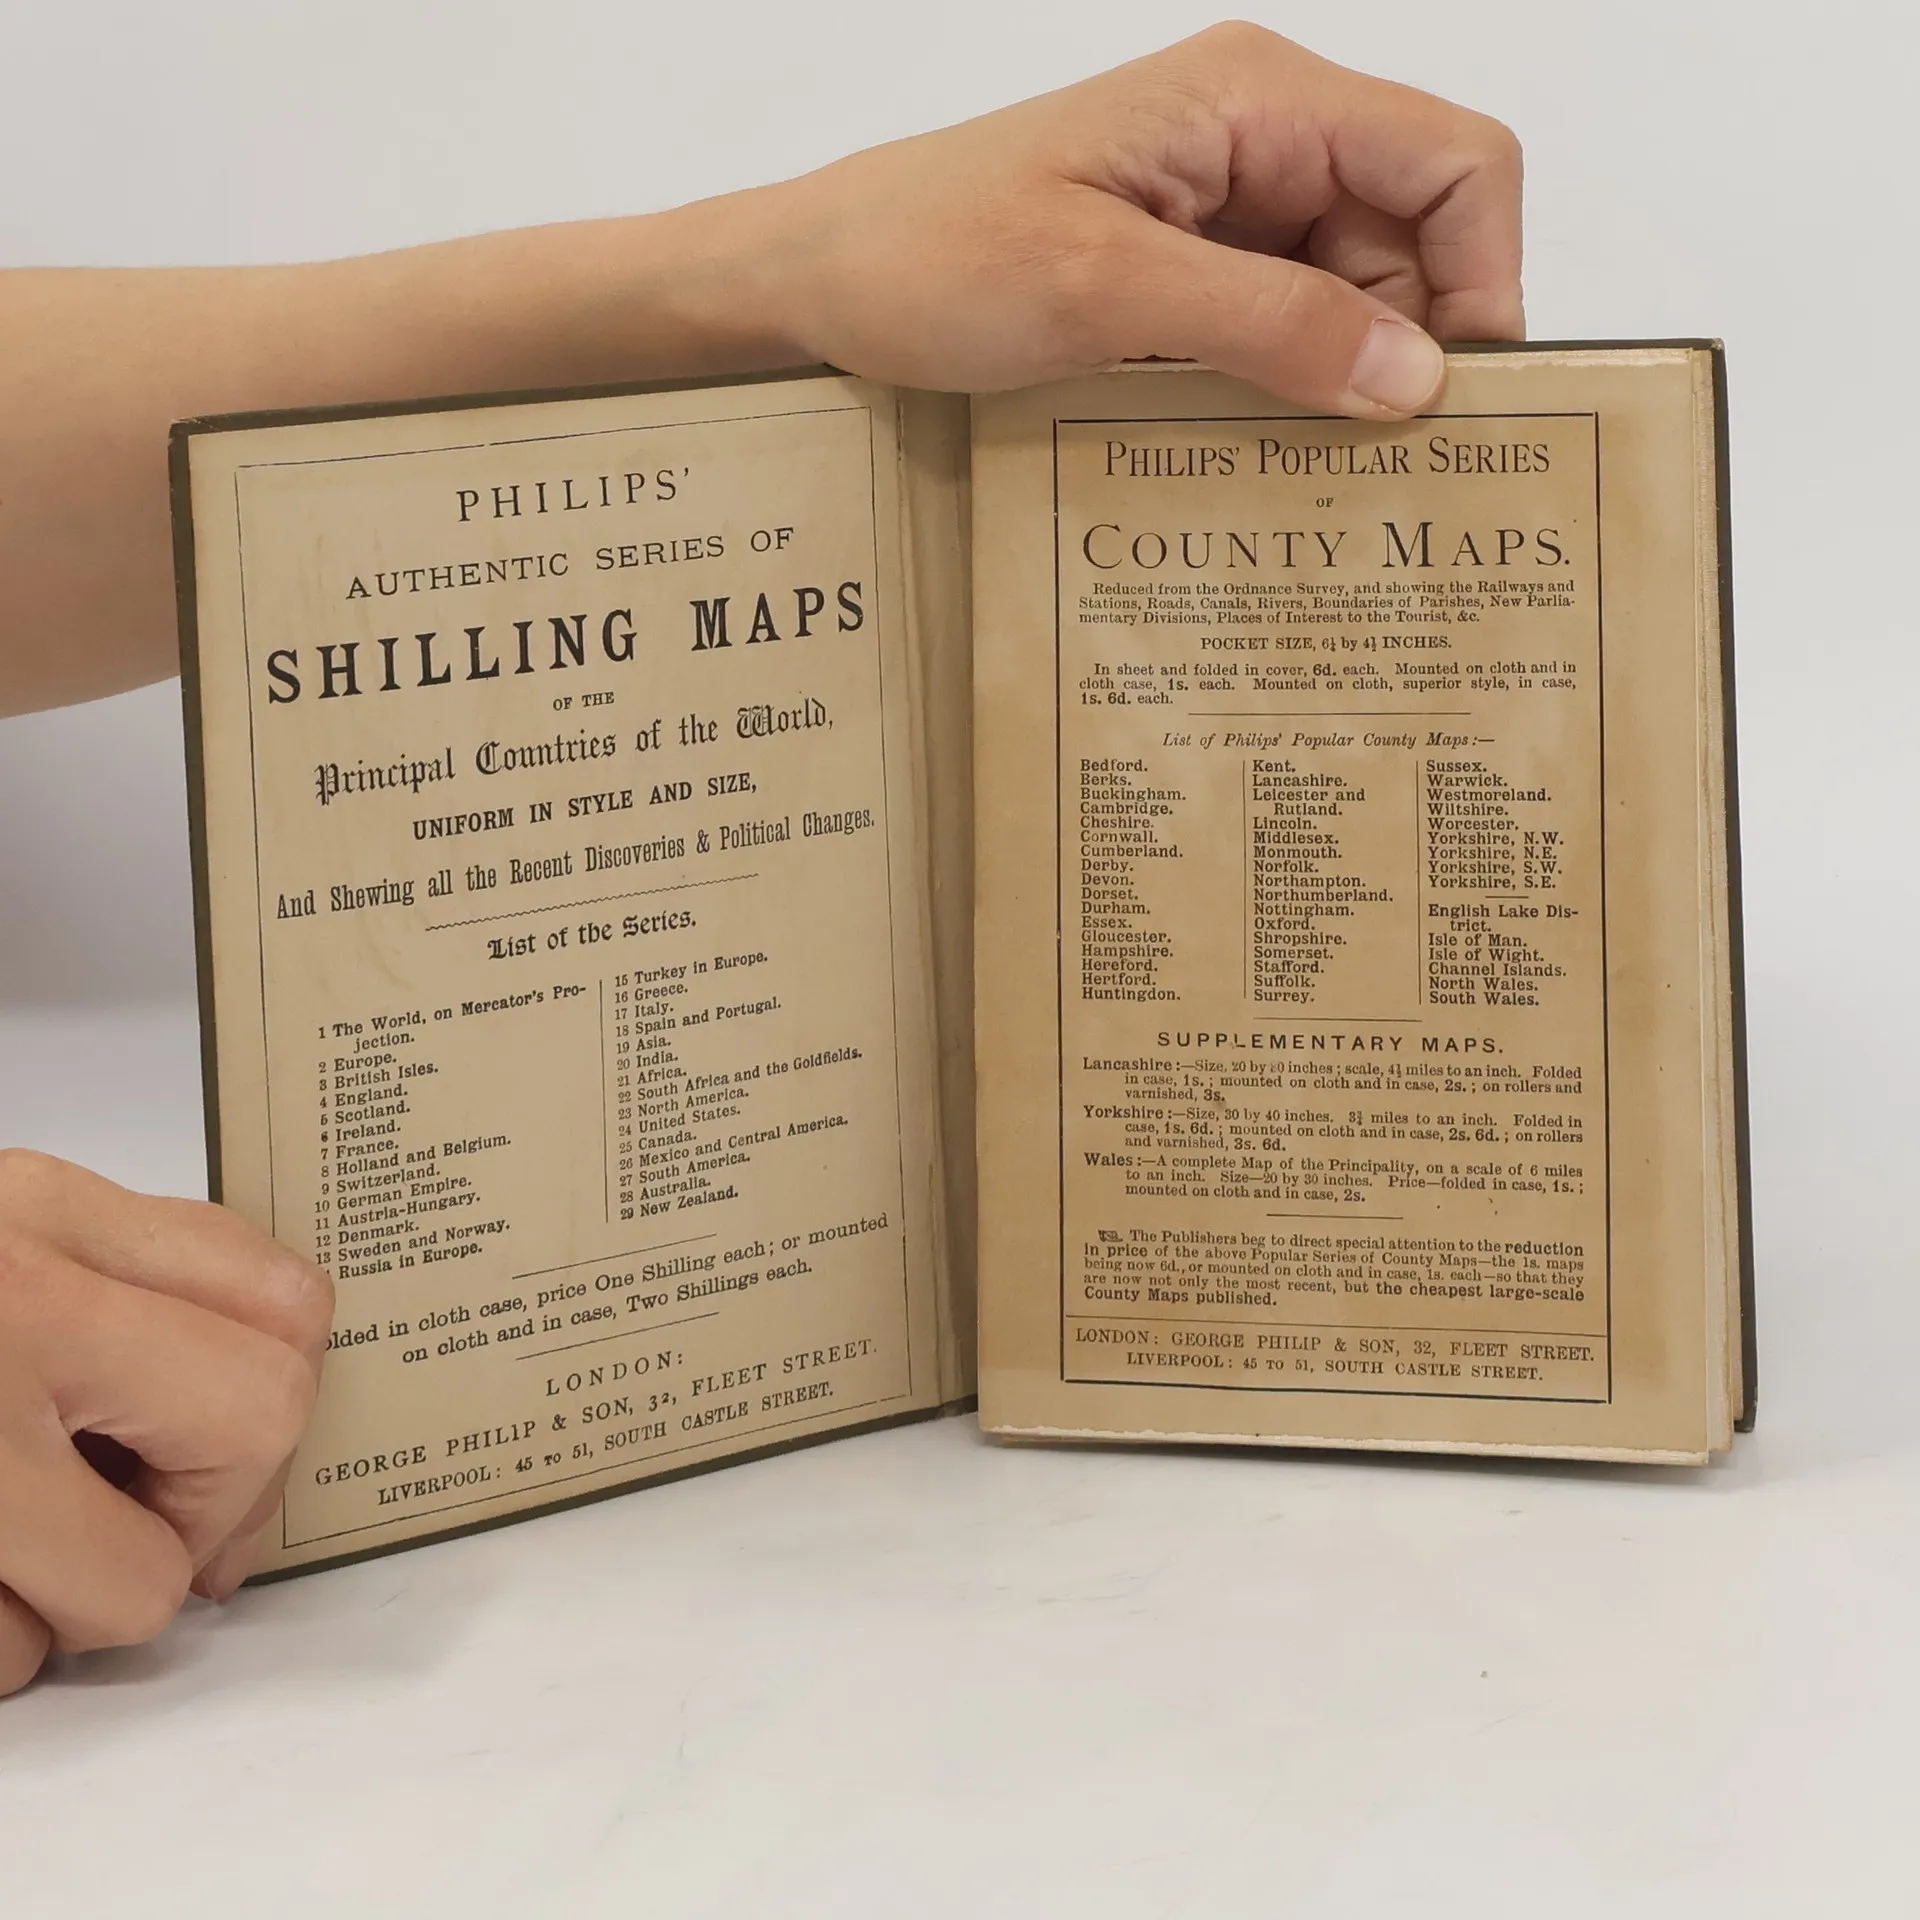 PHILIPS'
AUTHENTIC SERIES OF
SHILLING MAPS
OF THE
Principal Countries of the World,
UNIFORM IN STYLE AND SIZE,
And Shewing all the Recent Discoveries & Political Changes.
List of the Series.
1 The World, on Mercator's Pro-
jection.
2 Europe.
3 British Isles.
4 England.
5 Scotland.
6 Ireland.
7 France.
8 Holland and Belgium.
9 Switzerland.
10 German Empire.
11 Austria-Hungary.
12 Denmark.
13 Sweden and Norway.
Russia in Europe.
15 Turkey in Europe.
16 Greece.
17 Italy.
18 Spain and Portugal.
19 Asia.
20 India.
21 Africa.
22 South Africa and the Goldfields.
23 North America.
24 United States.
25 Canada.
26 Mexico and Central America.
27 South America.
28 Australia.
29 New Zealand.
lded in cloth case, price One Shilling each; or mounted
on cloth and in case, Two Shillings each.
LONDON:
GEORGE PHILIP & SON, 32, FLEET STREET.
LIVERPOOL: 45 TO 51, SOUTH CASTLE STREET.
PHILIPS' POPULAR SERIES
OF
COUNTY MAPS.
Reduced from the Ordnance Survey, and showing the Railways and
Stations, Roads, Canals, Rivers, Boundaries of Parishes, New Parlia-
mentary Divisions, Places of Interest to the Tourist, &c.
POCKET SIZE, 6½ by 4½ INCHES.
In sheet and folded in cover, 6d. each. Mounted on cloth and in
cloth case, 1s. each. Mounted on cloth, superior style, in case,
1s. 6d. each.
List of Philips' Popular County Maps:—
Bedford.
Berks.
Buckingham.
Cambridge.
Cheshire.
Cornwall.
Cumberland.
Derby.
Devon.
Dorset.
Durham.
Essex.
Gloucester.
Hampshire.
Hereford.
Hertford.
Huntingdon.
Kent.
Lancashire.
Leicester and
Rutland.
Lincoln.
Middlesex.
Monmouth.
Norfolk.
Northampton.
Northumberland.
Nottingham.
Oxford.
Shropshire.
Somerset.
Stafford.
Suffolk.
Surrey.
Sussex.
Warwick.
Westmoreland.
Wiltshire.
Worcester.
Yorkshire, N.W.
Yorkshire, N.E.
Yorkshire, S.W.
Yorkshire, S.E.
English Lake Dis-
trict.
Isle of Man.
Isle of Wight.
Channel Islands.
North Wales.
South Wales.
SUPPLEMENTARY MAPS.
Lancashire:—Size, 20 by inches; scale, 4½ miles to an inch. Folded
in case, 1s.; mounted on cloth and in case, 2s.; on rollers and
varnished, 3s.
Yorkshire:—Size, 30 by 40 inches. 3¾ miles to an inch. Folded in
case, 1s. 6d.; mounted on cloth and in case, 2s. 6d.; on rollers
and varnished, 3s. 6d.
Wales:—A complete Map of the Principality, on a scale of 6 miles
to an inch. Size—20 by 30 inches. Price—folded in case, 1s.;
mounted on cloth and in case, 2s.
The Publishers beg to direct special attention to the reduction
in price of the above Popular Series of County Maps—the 1s. maps
being now 6d., or mounted on cloth and in case, 1s. each—so that they
are now not only the most recent, but the cheapest large-scale
County Maps published.
LONDON: GEORGE PHILIP & SON, 32, FLEET STREET.
LIVERPOOL: 45 TO 51, SOUTH CASTLE STREET.